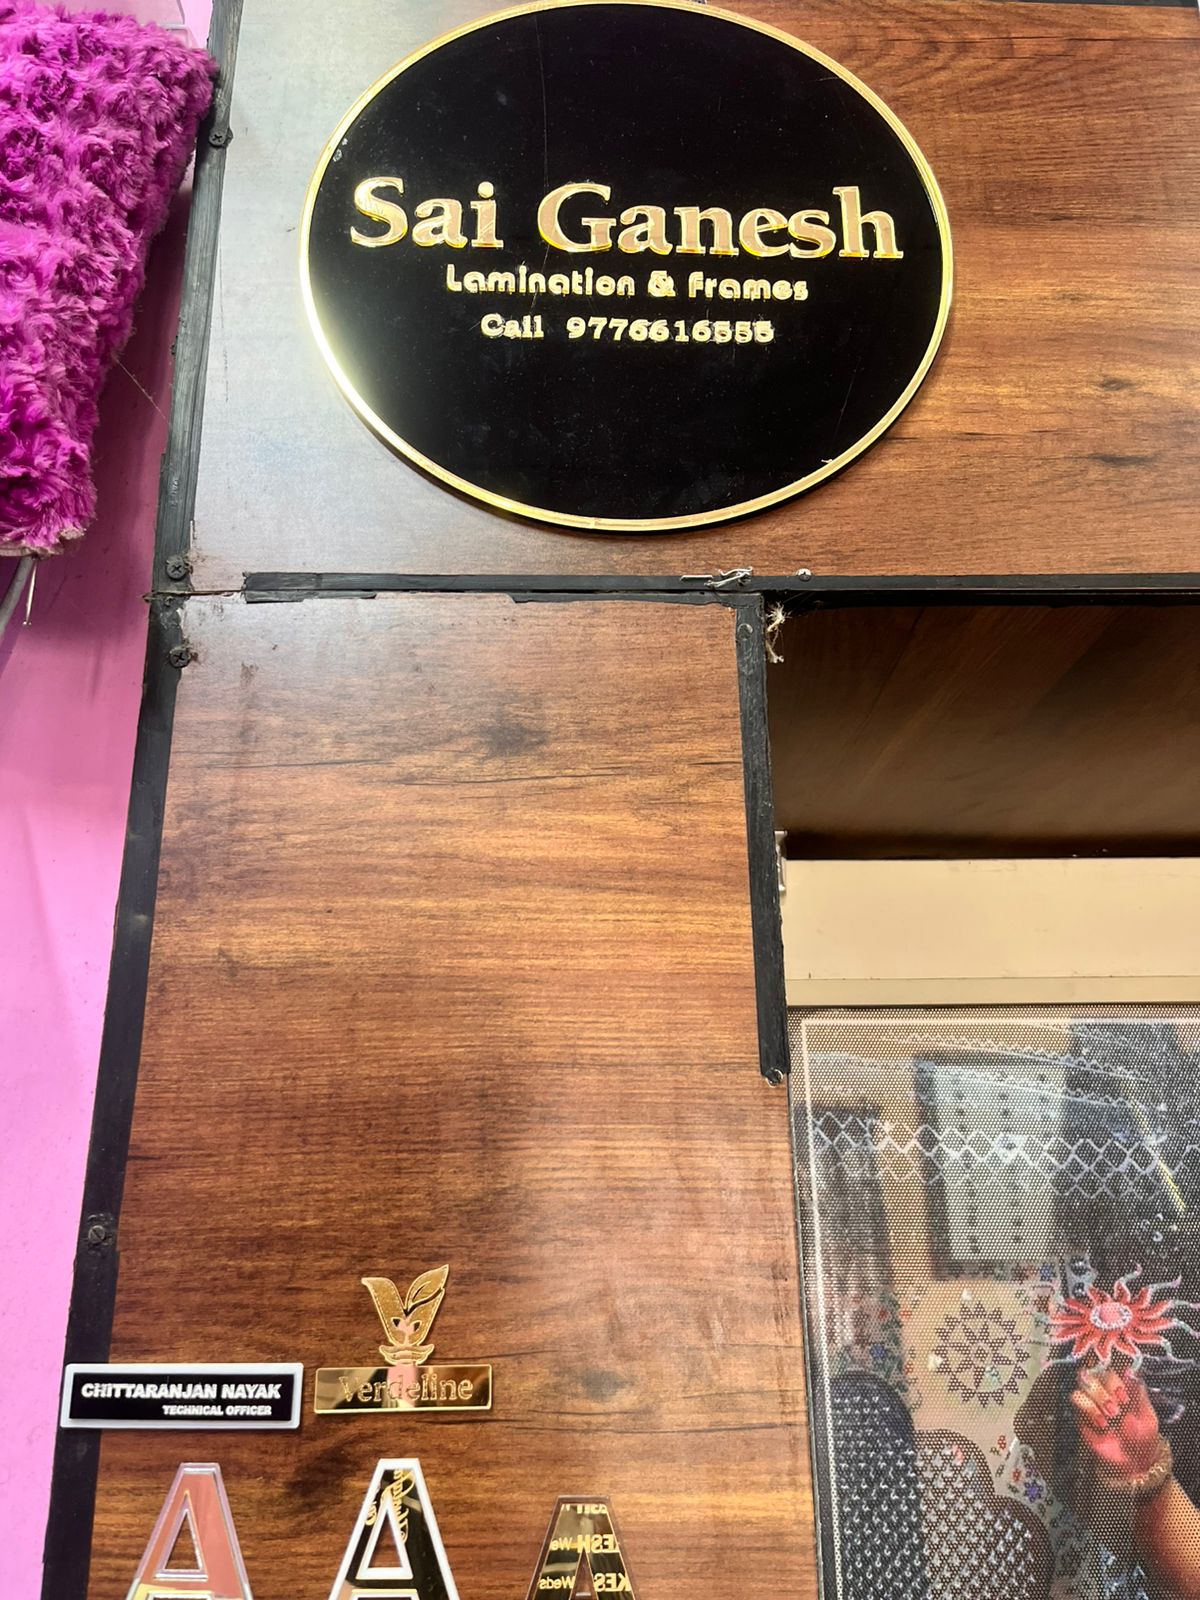 Sai Ganesh
Lamination & Frames
Call 9776616555
Verdeline
CHITTARANJAN NAYAK
TECHNICAL OFFICER
A A A